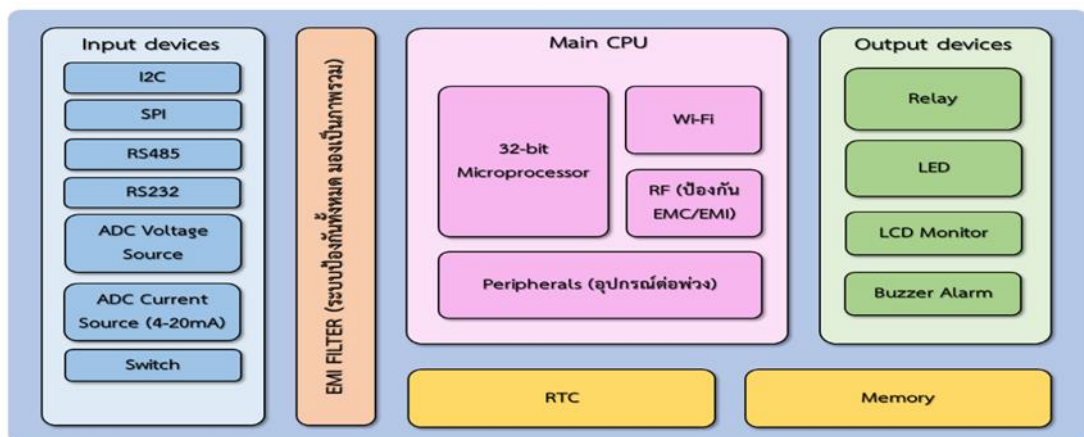 Input devices
I2C
SPI
RS485
RS232
ADC Voltage
Source
ADC Current
Source (4-20mA)
Switch
EMI FILTER (ระบบป้องกันทั้งหมด มองเป็นภาพรวม)
Main CPU
32-bit
Microprocessor
Wi-Fi
RF (ป้องกัน
EMC/EMI)
Peripherals (อุปกรณ์ต่อพ่วง)
Output devices
Relay
LED
LCD Monitor
Buzzer Alarm
RTC
Memory